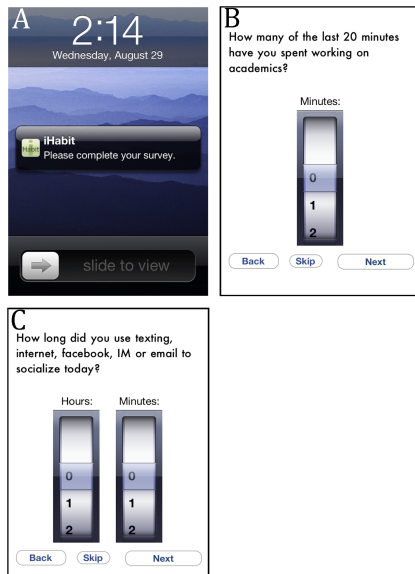 A
2:14
Wednesday, August 29
iHabit
iHabit
Please complete your survey.
slide to view
B
How many of the last 20 minutes
have you spent working on
academics?
Minutes:
0
1
2
Back Skip Next
C
How long did you use texting,
internet, facebook, IM or email to
socialize today?
Hours: Minutes:
0 0
1 1
2 2
Back Skip Next